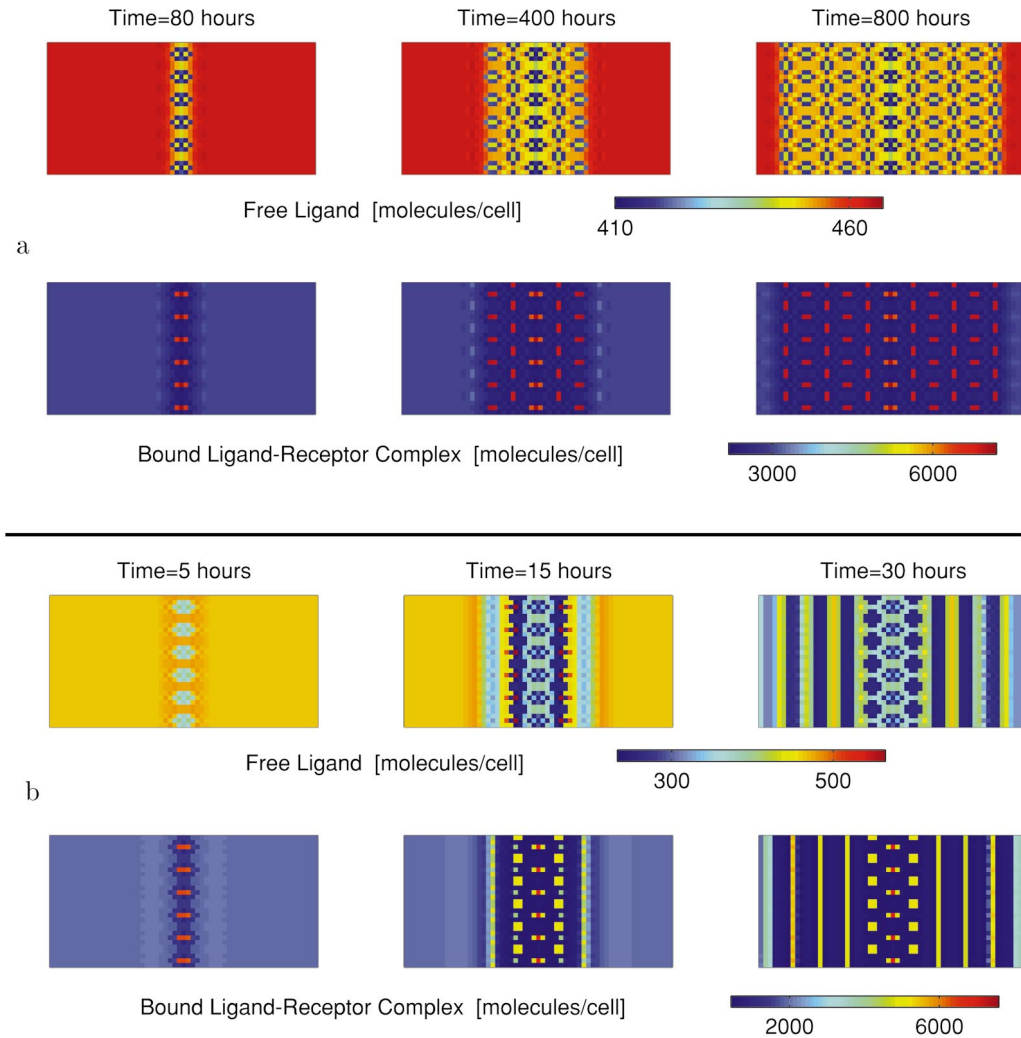 Time=80 hours
Time=400 hours
Time=800 hours
Free Ligand [molecules/cell]
410
460
a
Bound Ligand-Receptor Complex [molecules/cell]
3000
6000
Time=5 hours
Time=15 hours
Time=30 hours
Free Ligand [molecules/cell]
300
500
b
Bound Ligand-Receptor Complex [molecules/cell]
2000
6000